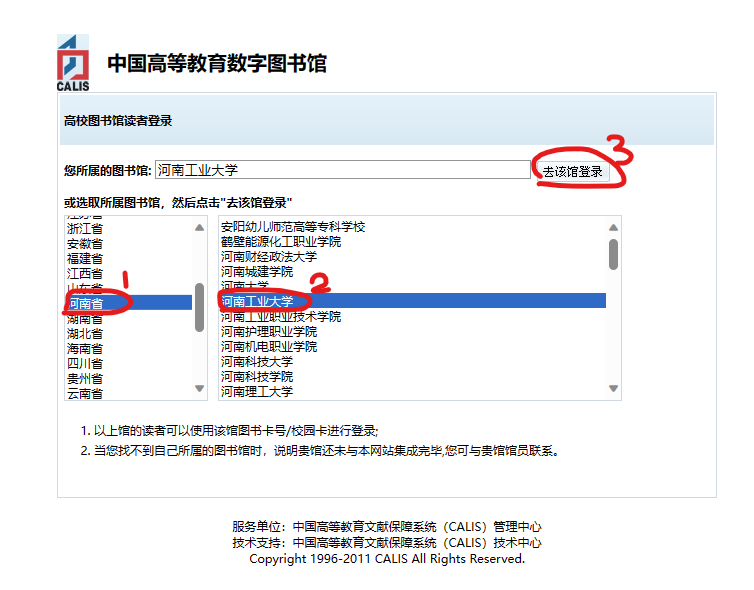 CALIS
中国高等教育数字图书馆
高校图书馆读者登录
您所属的图书馆: 河南工业大学 去该馆登录 3
或选取所属图书馆，然后点击"去该馆登录"
江苏省
浙江省
安徽省
福建省
江西省
山东省
河南省 1
湖南省
湖北省
海南省
四川省
贵州省
云南省
安阳幼儿师范高等专科学校
鹤壁能源化工职业学院
河南财经政法大学
河南城建学院
河南大学
河南工业大学 2
河南工业职业技术学院
河南护理职业学院
河南机电职业学院
河南科技大学
河南科技学院
河南理工大学
1. 以上馆的读者可以使用该馆图书卡号/校园卡进行登录;
2. 当您找不到自己所属的图书馆时，说明贵馆还未与本网站集成完毕,您可与贵馆馆员联系。
服务单位：中国高等教育文献保障系统（CALIS）管理中心
技术支持：中国高等教育文献保障系统（CALIS）技术中心
Copyright 1996-2011 CALIS All Rights Reserved.